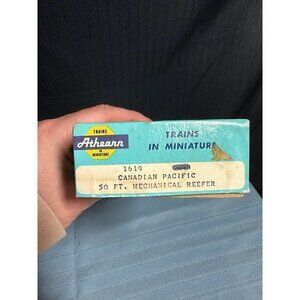 TRAINS
Athearn
IN
MINIATURE
TRAINS
IN MINIATURE
1619
CANADIAN PACIFIC
50 FT. MECHANICAL REEFER